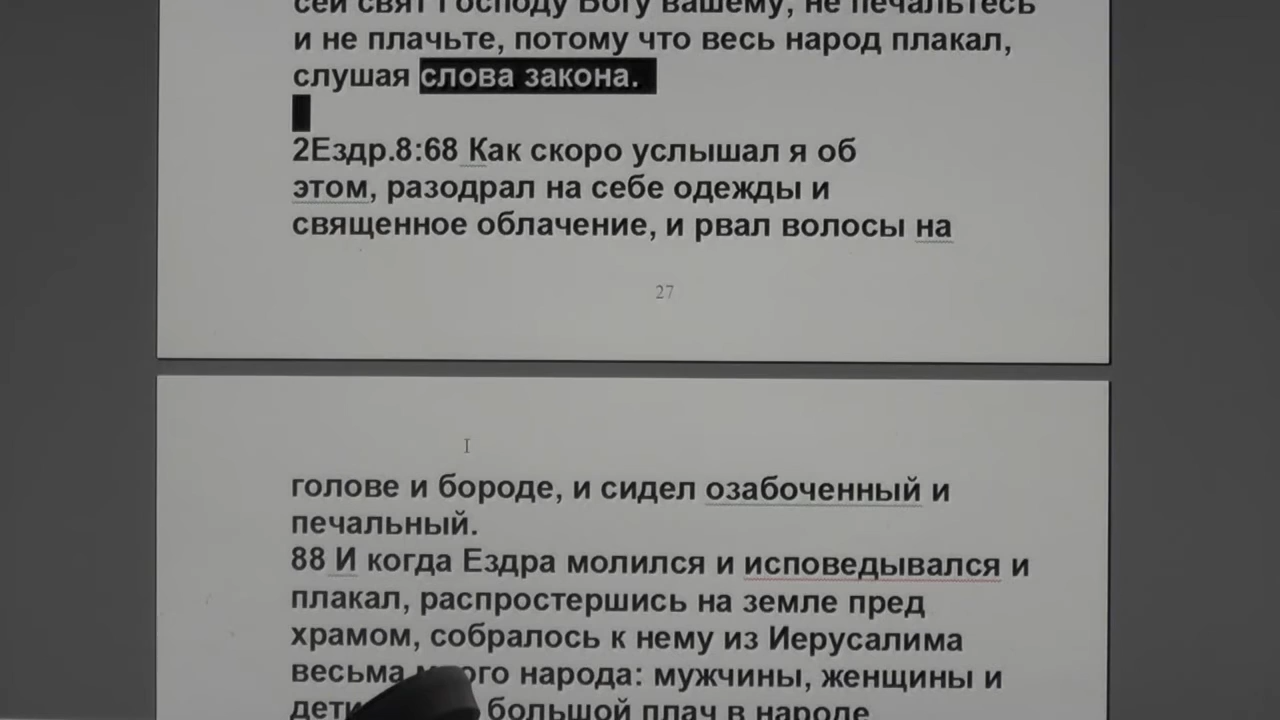 сей свят Господу Богу вашему, не печальтесь
и не плачьте, потому что весь народ плакал,
слушая слова закона.
2Ездр.8:68 Как скоро услышал я об
этом, разодрал на себе одежды и
священное облачение, и рвал волосы на
27
голове и бороде, и сидел озабоченный и
печальный.
88 И когда Ездра молился и исповедывался и
плакал, распростершись на земле пред
храмом, собралось к нему из Иерусалима
весьма много народа: мужчины, женщины и
дети большой плач в народе